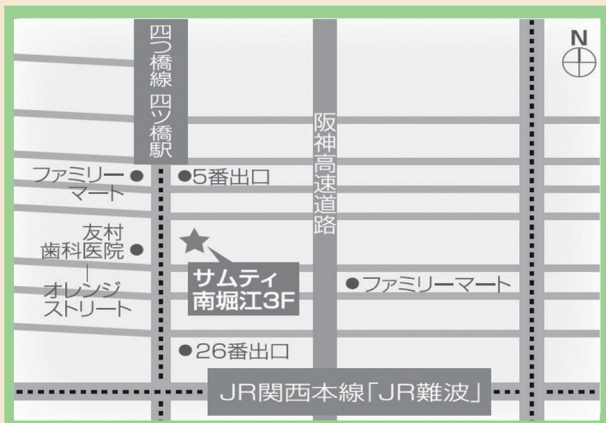 四つ橋線 四ツ橋駅
N
阪神高速道路
ファミリー
マート
5番出口
友村
歯科医院
オレンジ
ストリート
サムティ
南堀江3F
ファミリーマート
26番出口
JR関西本線「JR難波」